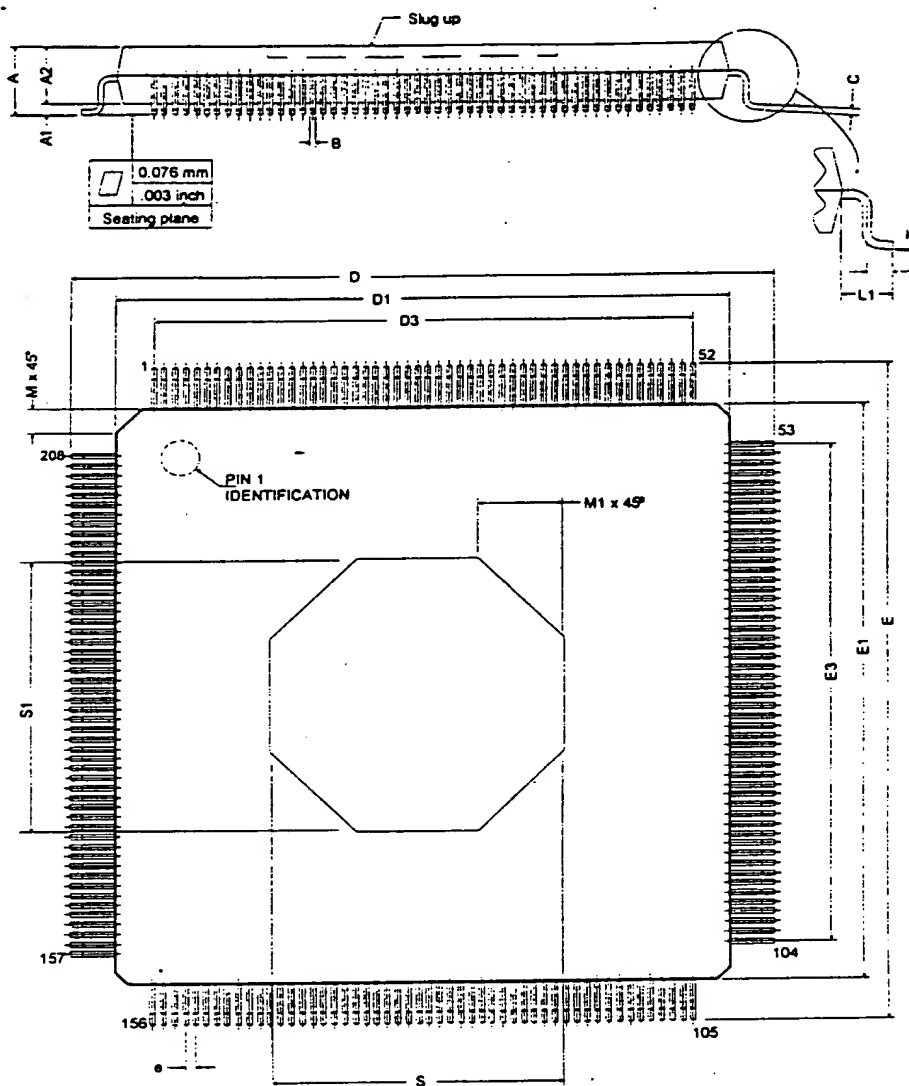 Slug up
A
A2
A1
C
B
0.076 mm
.003 inch
Seating plane
L1
D
D1
D3
M x 45°
1
52
208
53
PIN 1
IDENTIFICATION
M1 x 45°
S1
E3
E1
E
157
104
156
105
e
S